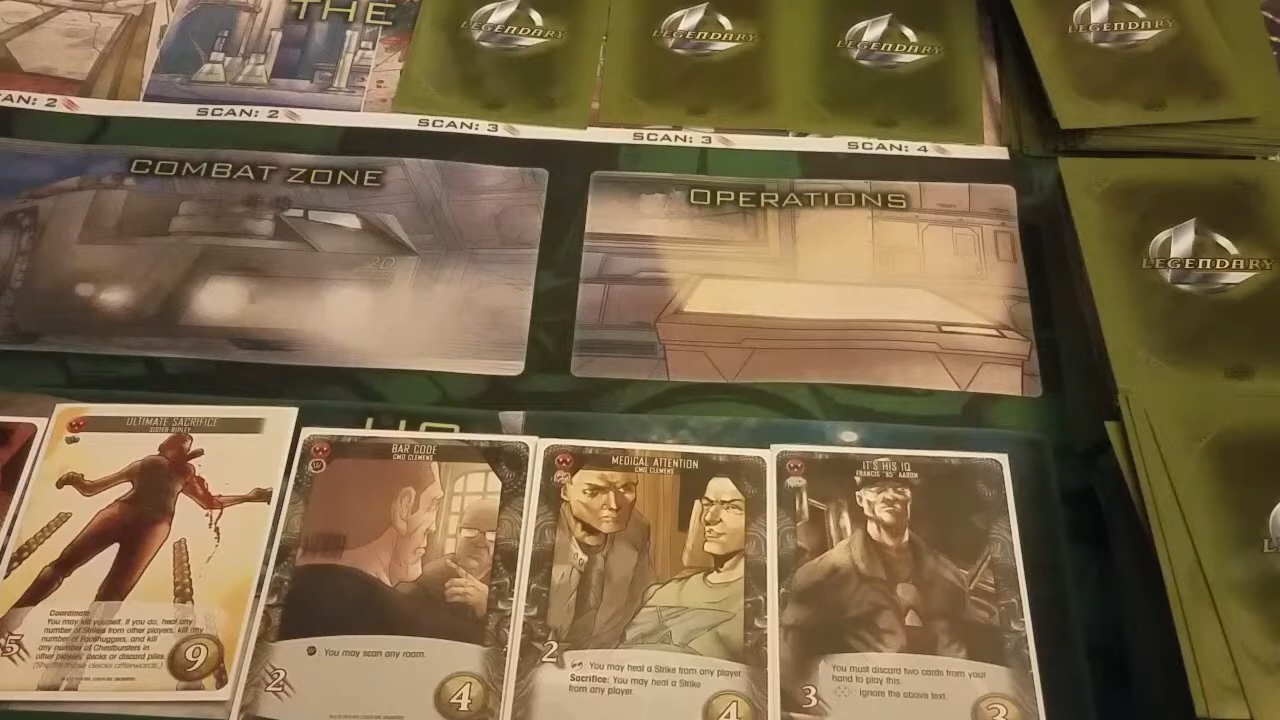 THE
LEGENDARY
LEGENDARY
LEGENDARY
LEGENDARY
SCAN: 2
SCAN: 2
SCAN: 3
SCAN: 3
SCAN: 4
COMBAT ZONE
OPERATIONS
LEGENDARY
HQ
ULTIMATE SACRIFICE
SISTER RIPLEY
Coordinate
You may kill yourself. If you do, heal any
number of Strikes from other players, kill any
number of Facehuggers, and kill
any number of Chestbursters in
other players' decks or discard piles.
(Shuffle those decks afterwards.)
5
9
BAR CODE
CMO CLEMENS
: You may scan any room.
2
4
MEDICAL ATTENTION
CMO CLEMENS
2
: You may heal a Strike from any player.
Sacrifice: You may heal a Strike
from any player.
4
IT'S HIS IQ
FRANCIS "85" AARON
You must discard two cards from your
hand to play this.
: Ignore the above text.
3
3